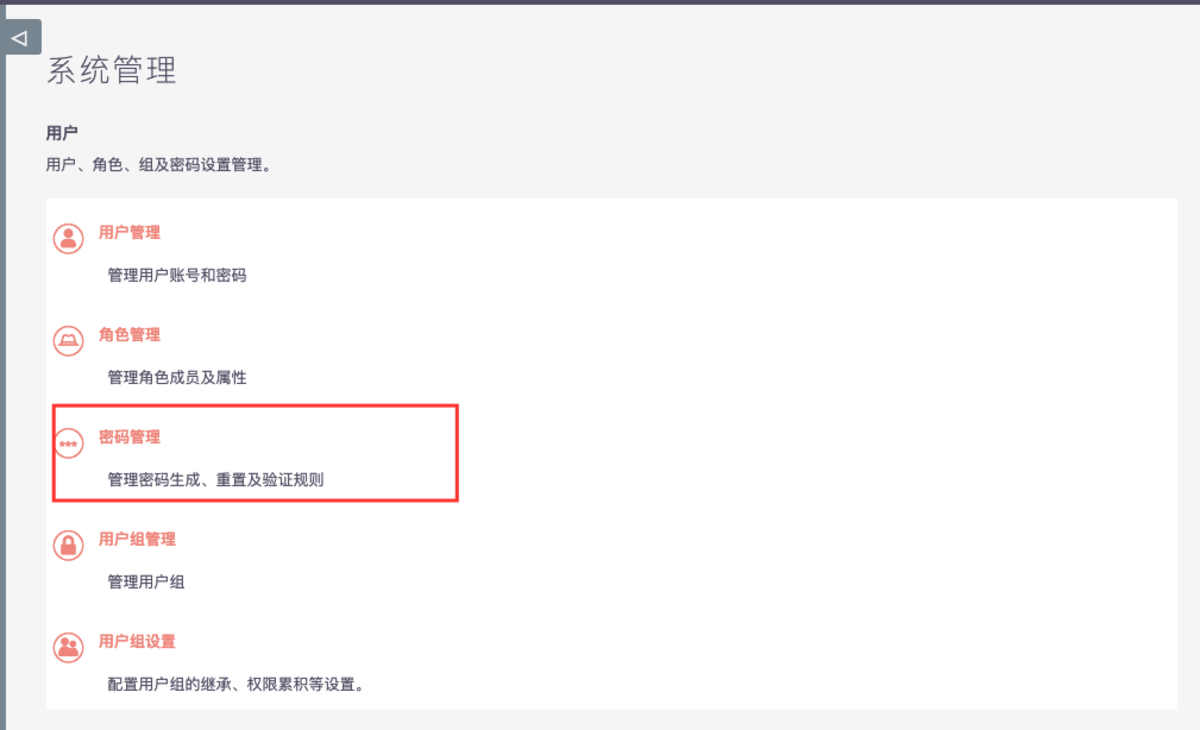 系统管理
用户
用户、角色、组及密码设置管理。
用户管理
管理用户账号和密码
角色管理
管理角色成员及属性
密码管理
管理密码生成、重置及验证规则
用户组管理
管理用户组
用户组设置
配置用户组的继承、权限累积等设置。